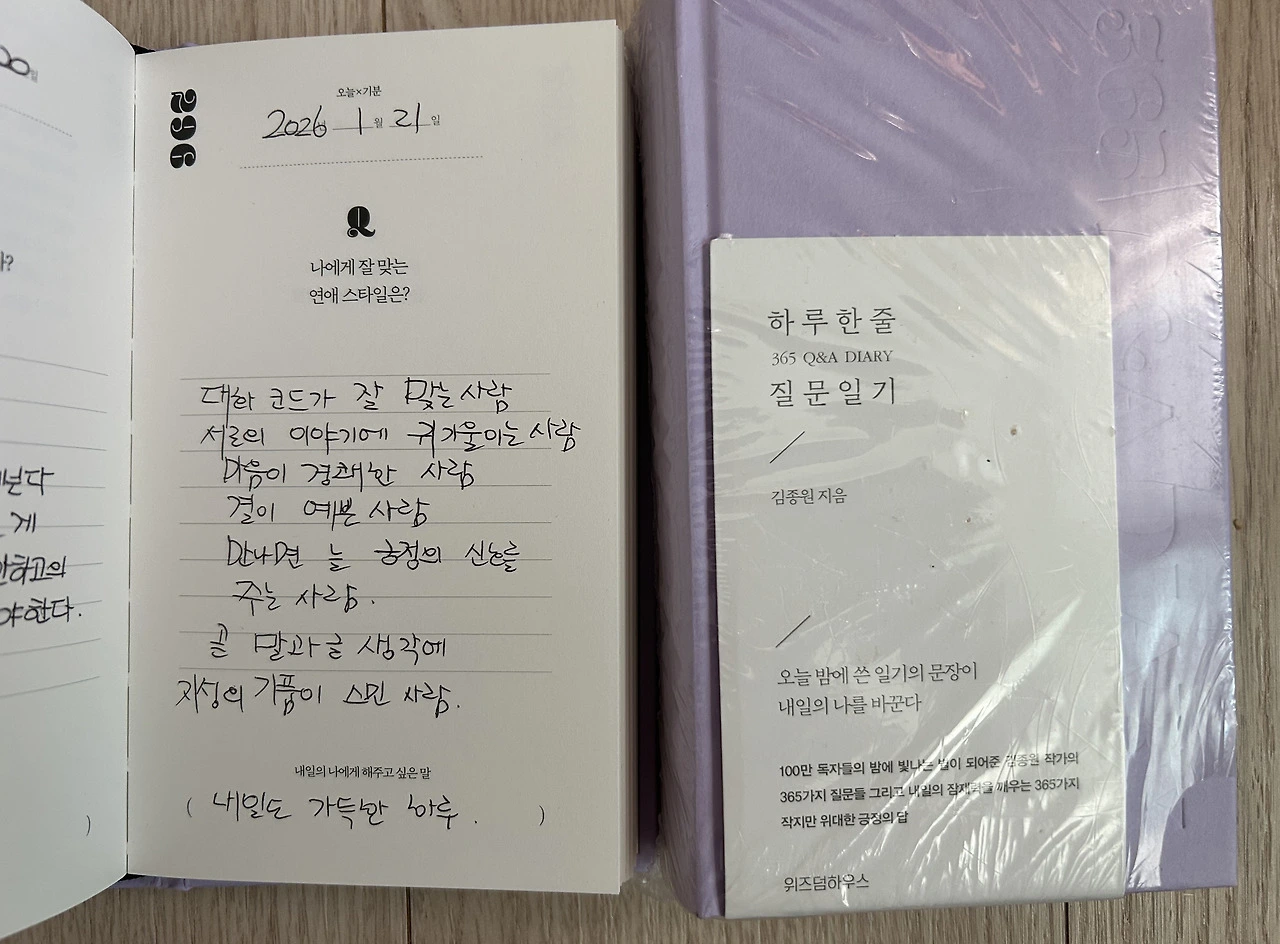 296
오늘×기분
2026년 1월 21일
Q
나에게 잘 맞는
연애 스타일은?
대화 코드가 잘 맞는 사람
서로의 이야기에 귀 기울이는 사람
마음이 경쾌한 사람
결이 예쁜 사람
만나면 늘 긍정의 신호를
주는 사람.
글 말과 글 생각에
지성의 기품이 스민 사람.
내일의 나에게 해주고 싶은 말
( 내일도 가득한 하루. )
게
야한다.
)
하루 한 줄
365 Q&A DIARY
질문일기
김종원 지음
오늘 밤에 쓴 일기의 문장이
내일의 나를 바꾼다
100만 독자들의 밤에 빛나는 별이 되어준 김종원 작가의
365가지 질문들 그리고 내일의 잠재력을 깨우는 365가지
작지만 위대한 긍정의 답
위즈덤하우스